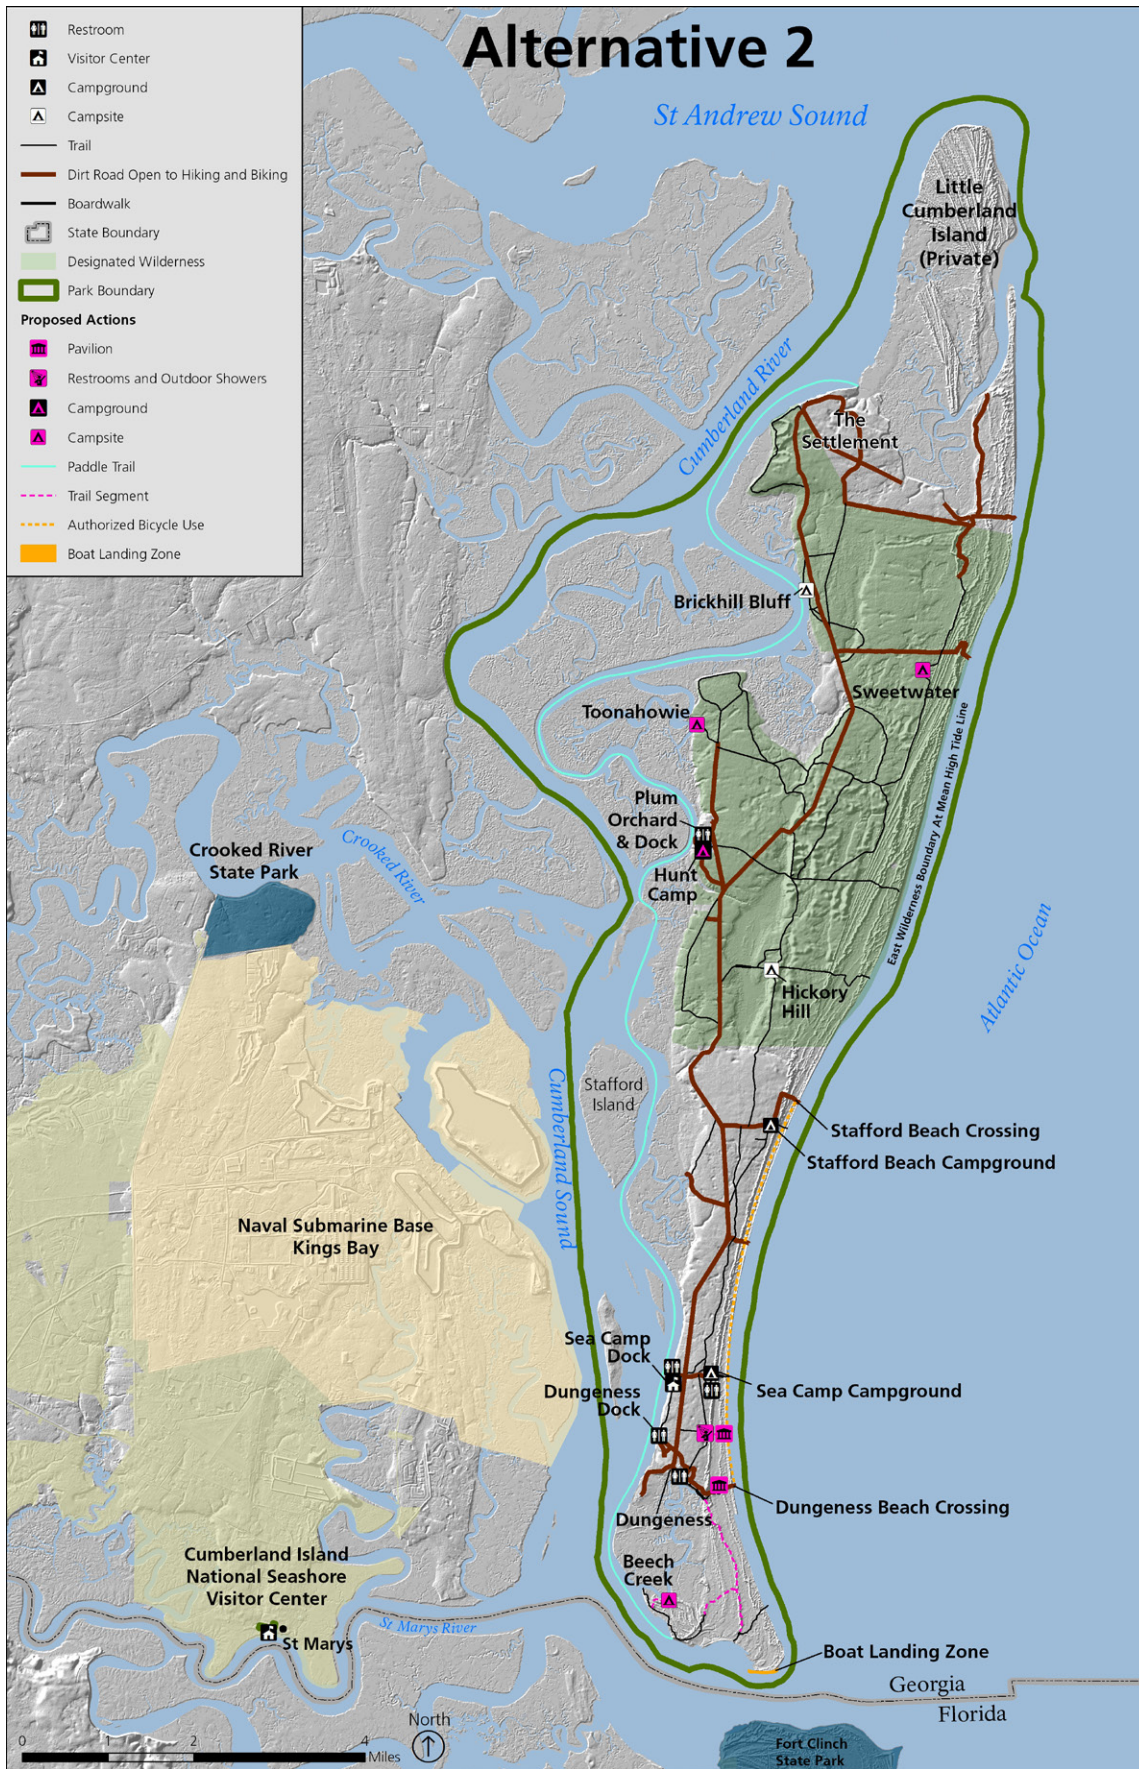 Alternative 2
Restroom
Visitor Center
Campground
Campsite
Trail
Dirt Road Open to Hiking and Biking
Boardwalk
State Boundary
Designated Wilderness
Park Boundary
Proposed Actions
Pavilion
Restrooms and Outdoor Showers
Campground
Campsite
Paddle Trail
Trail Segment
Authorized Bicycle Use
Boat Landing Zone
St Andrew Sound
Little
Cumberland
Island
(Private)
Cumberland River
The
Settlement
Brickhill Bluff
Sweetwater
Toonahowie
East Wilderness Boundary At Mean High Tide Line
Plum
Orchard
& Dock
Hunt
Camp
Crooked River
State Park
Crooked River
Atlantic Ocean
Hickory
Hill
Stafford
Island
Cumberland Sound
Stafford Beach Crossing
Stafford Beach Campground
Naval Submarine Base
Kings Bay
Sea Camp
Dock
Dungeness
Dock
Sea Camp Campground
Dungeness Beach Crossing
Dungeness
Beech
Creek
Cumberland Island
National Seashore
Visitor Center
St Marys
St Marys River
Boat Landing Zone
Georgia
Florida
North
0 2 4
Miles
Fort Clinch
State Park